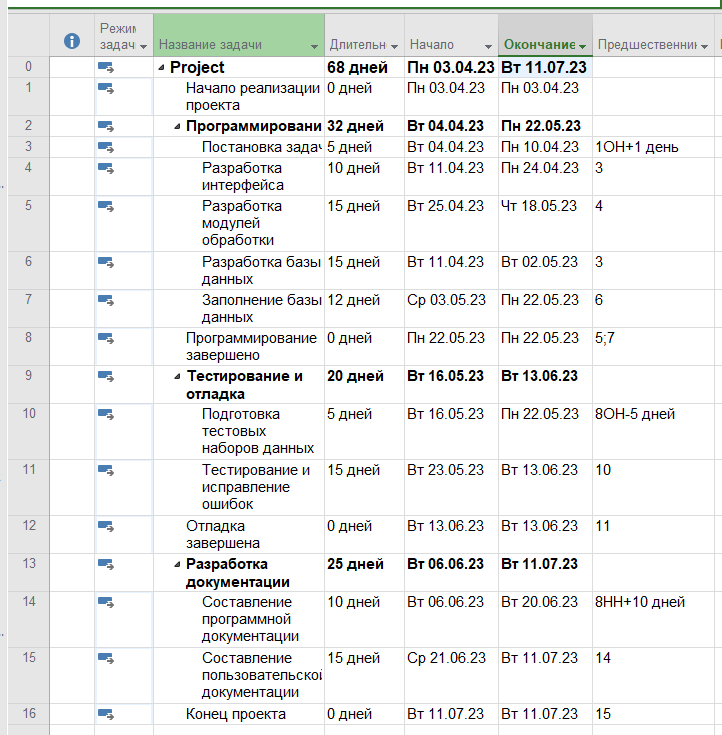 Режим
задачи
Название задачи
Длительн
Начало
Окончание
Предшественник
0 Project 68 дней Пн 03.04.23 Вт 11.07.23
1 Начало реализации 0 дней Пн 03.04.23 Пн 03.04.23
проекта
2 Программировани 32 дней Вт 04.04.23 Пн 22.05.23
3 Постановка задач 5 дней Вт 04.04.23 Пн 10.04.23 1ОН+1 день
4 Разработка 10 дней Вт 11.04.23 Пн 24.04.23 3
интерфейса
5 Разработка 15 дней Вт 25.04.23 Чт 18.05.23 4
модулей
обработки
6 Разработка базы 15 дней Вт 11.04.23 Вт 02.05.23 3
данных
7 Заполнение базы 12 дней Ср 03.05.23 Пн 22.05.23 6
данных
8 Программирование 0 дней Пн 22.05.23 Пн 22.05.23 5;7
завершено
9 Тестирование и 20 дней Вт 16.05.23 Вт 13.06.23
отладка
10 Подготовка 5 дней Вт 16.05.23 Пн 22.05.23 8ОН-5 дней
тестовых
наборов данных
11 Тестирование и 15 дней Вт 23.05.23 Вт 13.06.23 10
исправление
ошибок
12 Отладка 0 дней Вт 13.06.23 Вт 13.06.23 11
завершена
13 Разработка 25 дней Вт 06.06.23 Вт 11.07.23
документации
14 Составление 10 дней Вт 06.06.23 Вт 20.06.23 8НН+10 дней
программной
документации
15 Составление 15 дней Ср 21.06.23 Вт 11.07.23 14
пользовательской
документации
16 Конец проекта 0 дней Вт 11.07.23 Вт 11.07.23 15